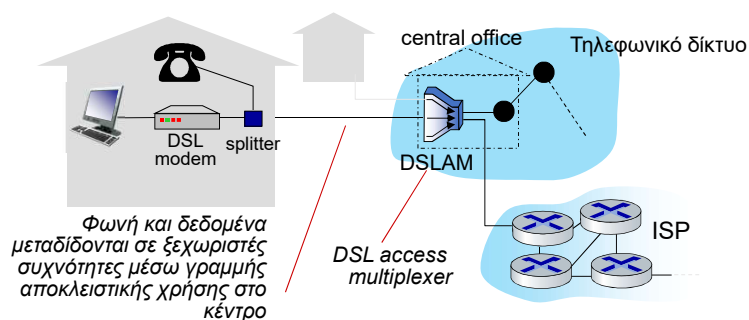 central office
Τηλεφωνικό δίκτυο
DSL
modem
splitter
DSLAM
ISP
Φωνή και δεδομένα
μεταδίδονται σε ξεχωριστές
συχνότητες μέσω γραμμής
αποκλειστικής χρήσης στο
κέντρο
DSL access
multiplexer